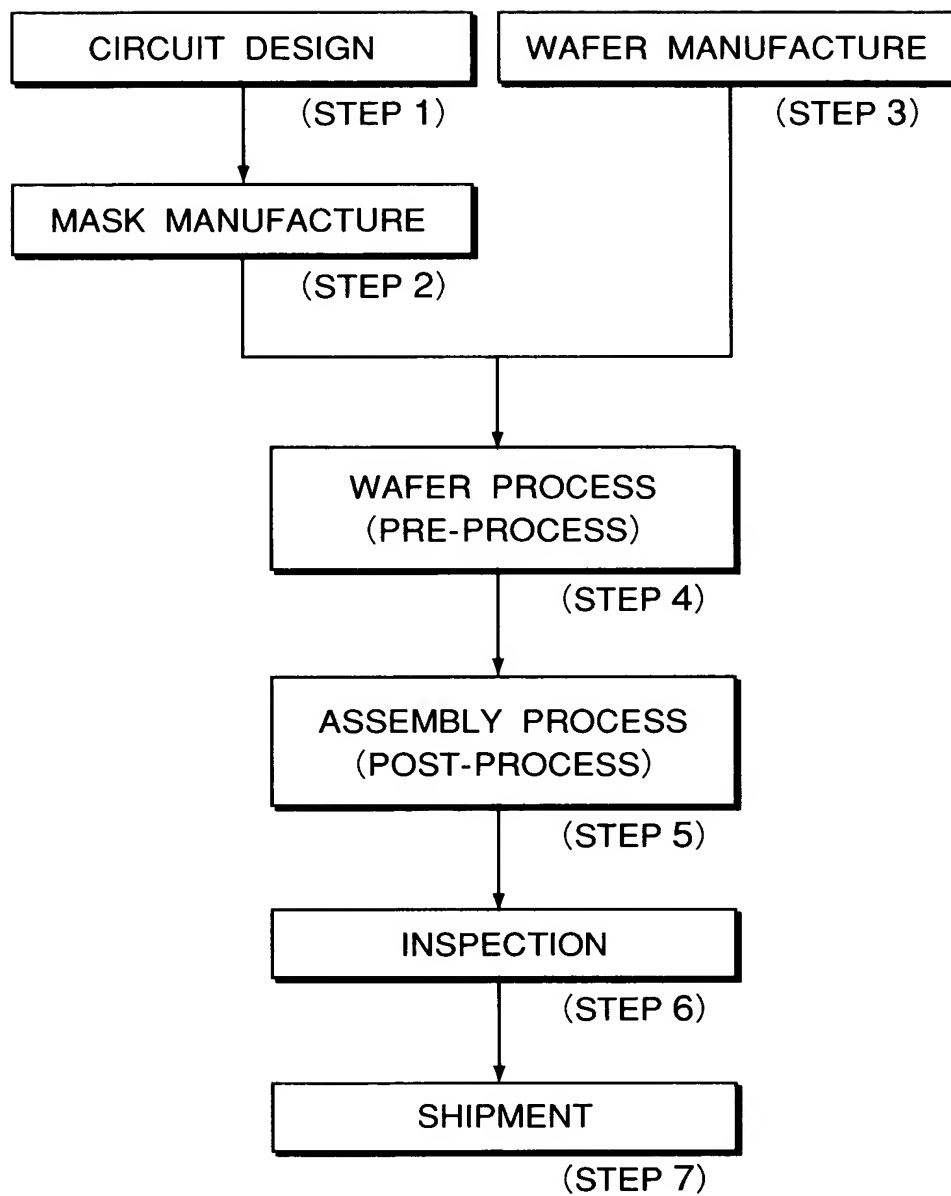 CIRCUIT DESIGN
(STEP 1)
WAFER MANUFACTURE
(STEP 3)
MASK MANUFACTURE
(STEP 2)
WAFER PROCESS
(PRE-PROCESS)
(STEP 4)
ASSEMBLY PROCESS
(POST-PROCESS)
(STEP 5)
INSPECTION
(STEP 6)
SHIPMENT
(STEP 7)